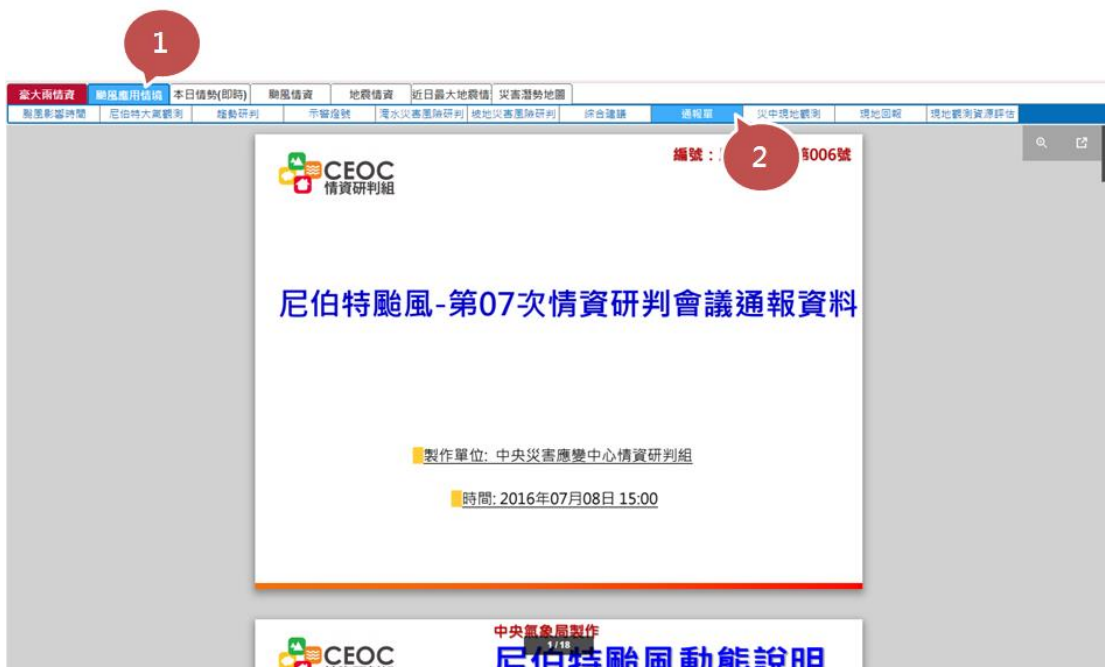 1
豪大雨情資 颱風應用情境 本日情勢(即時) 颱風情資 地震情資 近日最大地震情 災害潛勢地圖
颱風影響時間 尼伯特大氣觀測 趨勢研判 示警燈號 淹水災害風險研判 坡地災害風險研判 綜合建議 通報單 災中現地觀測 現地回報 現地觀測資源評估
CEOC
情資研判組
編號: 第006號
2
尼伯特颱風-第07次情資研判會議通報資料
製作單位: 中央災害應變中心情資研判組
時間: 2016年07月08日 15:00
中央氣象局製作
1/18
CEOC
尼伯特颱風動態說明